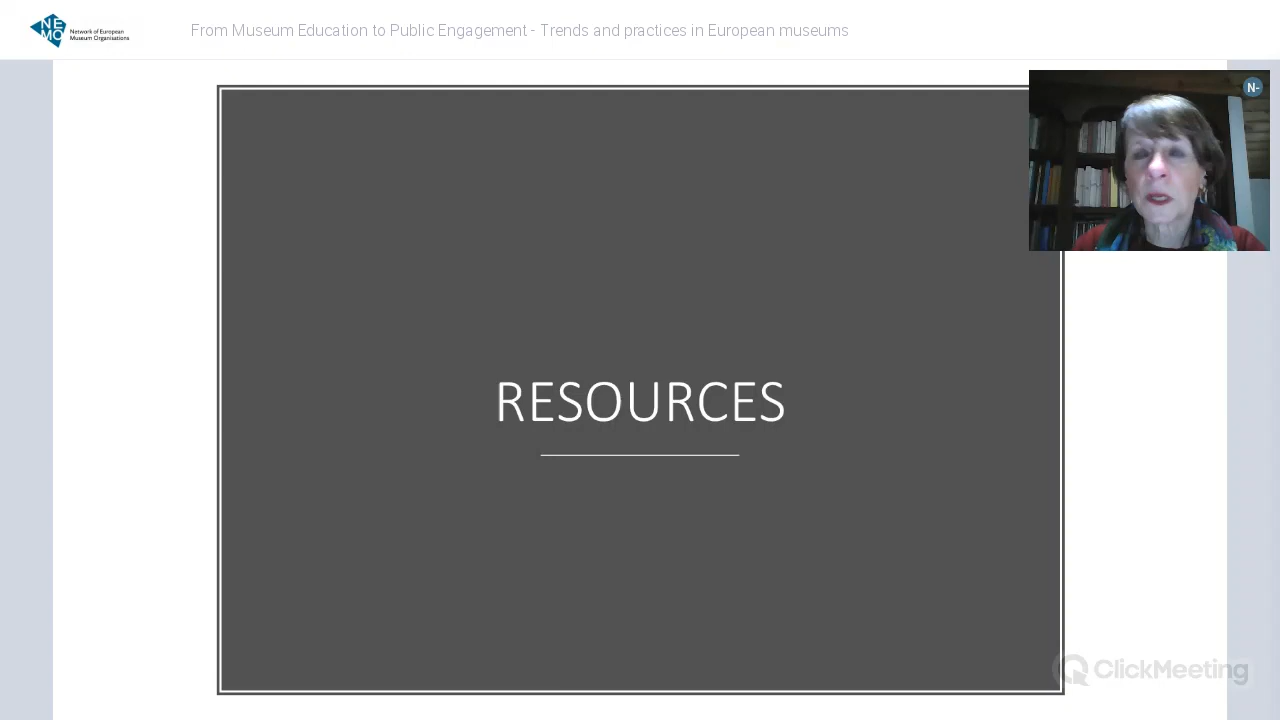 NE
MO
Network of European
Museum Organisations
From Museum Education to Public Engagement - Trends and practices in European museums
N-
RESOURCES
ClickMeeting